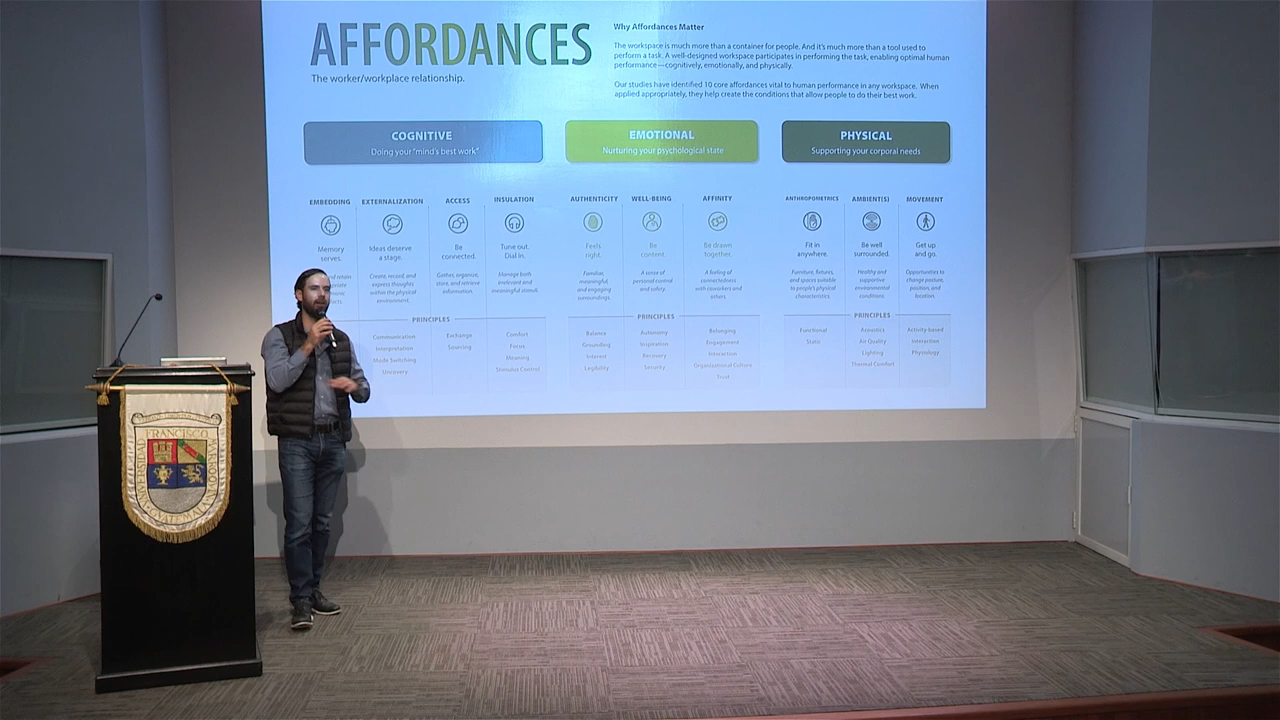 AFFORDANCES
The worker/workplace relationship.
Why Affordances Matter
The workspace is much more than a container for people. And it's much more than a tool used to
perform a task. A well-designed workspace participates in performing the task, enabling optimal human
performance—cognitively, emotionally, and physically.
Our studies have identified 10 core affordances vital to human performance in any workspace. When
applied appropriately, they help create the conditions that allow people to do their best work.
COGNITIVE
Doing your "mind's best work"
EMOTIONAL
Nurturing your psychological state
PHYSICAL
Supporting your corporal needs
EMBEDDING
Memory
serves.
and retain
EXTERNALIZATION
Ideas deserve
a stage.
Create, record, and
express thoughts
within the physical
environment.
ACCESS
Be
connected.
Gather, organize,
store, and retrieve
information.
INSULATION
Tune out.
Dial in.
Manage both
irrelevant and
meaningful stimuli.
AUTHENTICITY
Feels
right.
Familiar,
meaningful,
and engaging
surroundings.
WELL-BEING
Be
content
A sense of
personal control
and safety.
AFFINITY
Be drawn
together.
A feeling of
connectedness
with coworkers and
others.
ANTHROPOMETRICS
Fit in
anywhere.
Furniture, fixtures,
and spaces suitable
to people's physical
characteristics.
AMBIENT(S)
Be well
surrounded.
Healthy and
supportive
environmental
conditions.
MOVEMENT
Get up
and go.
Opportunities to
change posture,
position, and
location.
PRINCIPLES
Communication
Interpretation
Mode Switching
Uncovery
Exchange
Sourcing
Comfort
Focus
Meaning
Stimulus Control
PRINCIPLES
Balance
Grounding
Interest
Legibility
Autonomy
Inspiration
Recovery
Security
Belonging
Engagement
Interaction
Organizational Culture
Trust
PRINCIPLES
Functional
Static
Acoustics
Air Quality
Lighting
Thermal Comfort
Activity-based
Interaction
Physiology
UNIVERSIDAD FRANCISCO MARROQUIN
GVATEMALA